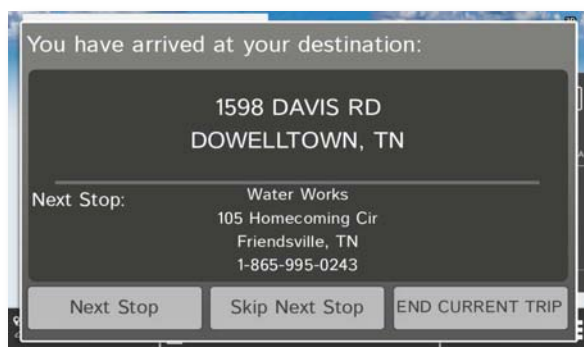 You have arrived at your destination:
1598 DAVIS RD
DOWELLTOWN, TN
Next Stop:
Water Works
105 Homecoming Cir
Friendsville, TN
1-865-995-0243
Next Stop
Skip Next Stop
END CURRENT TRIP